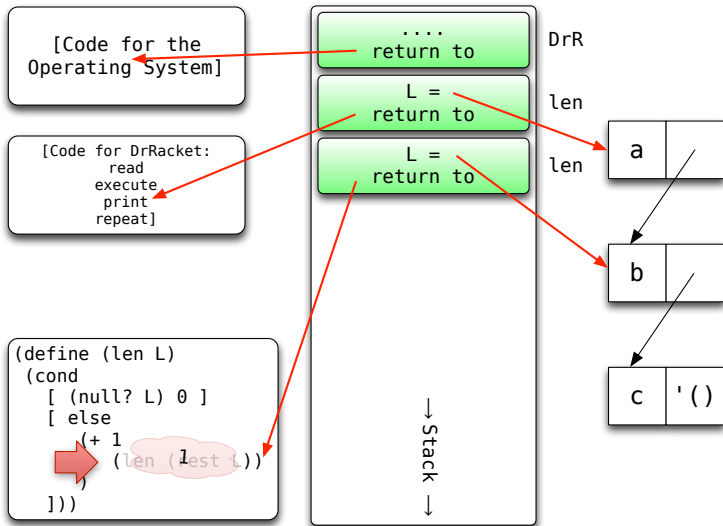 [Code for the
Operating System]
....
return to
DrR
L =
return to
len
[Code for DrRacket:
read
execute
print
repeat]
L =
return to
len
a
b
c
'()
(define (len L)
(cond
[ (null? L) 0 ]
[ else
(+ 1
(len (rest L))
1
)
]))
→Stack →